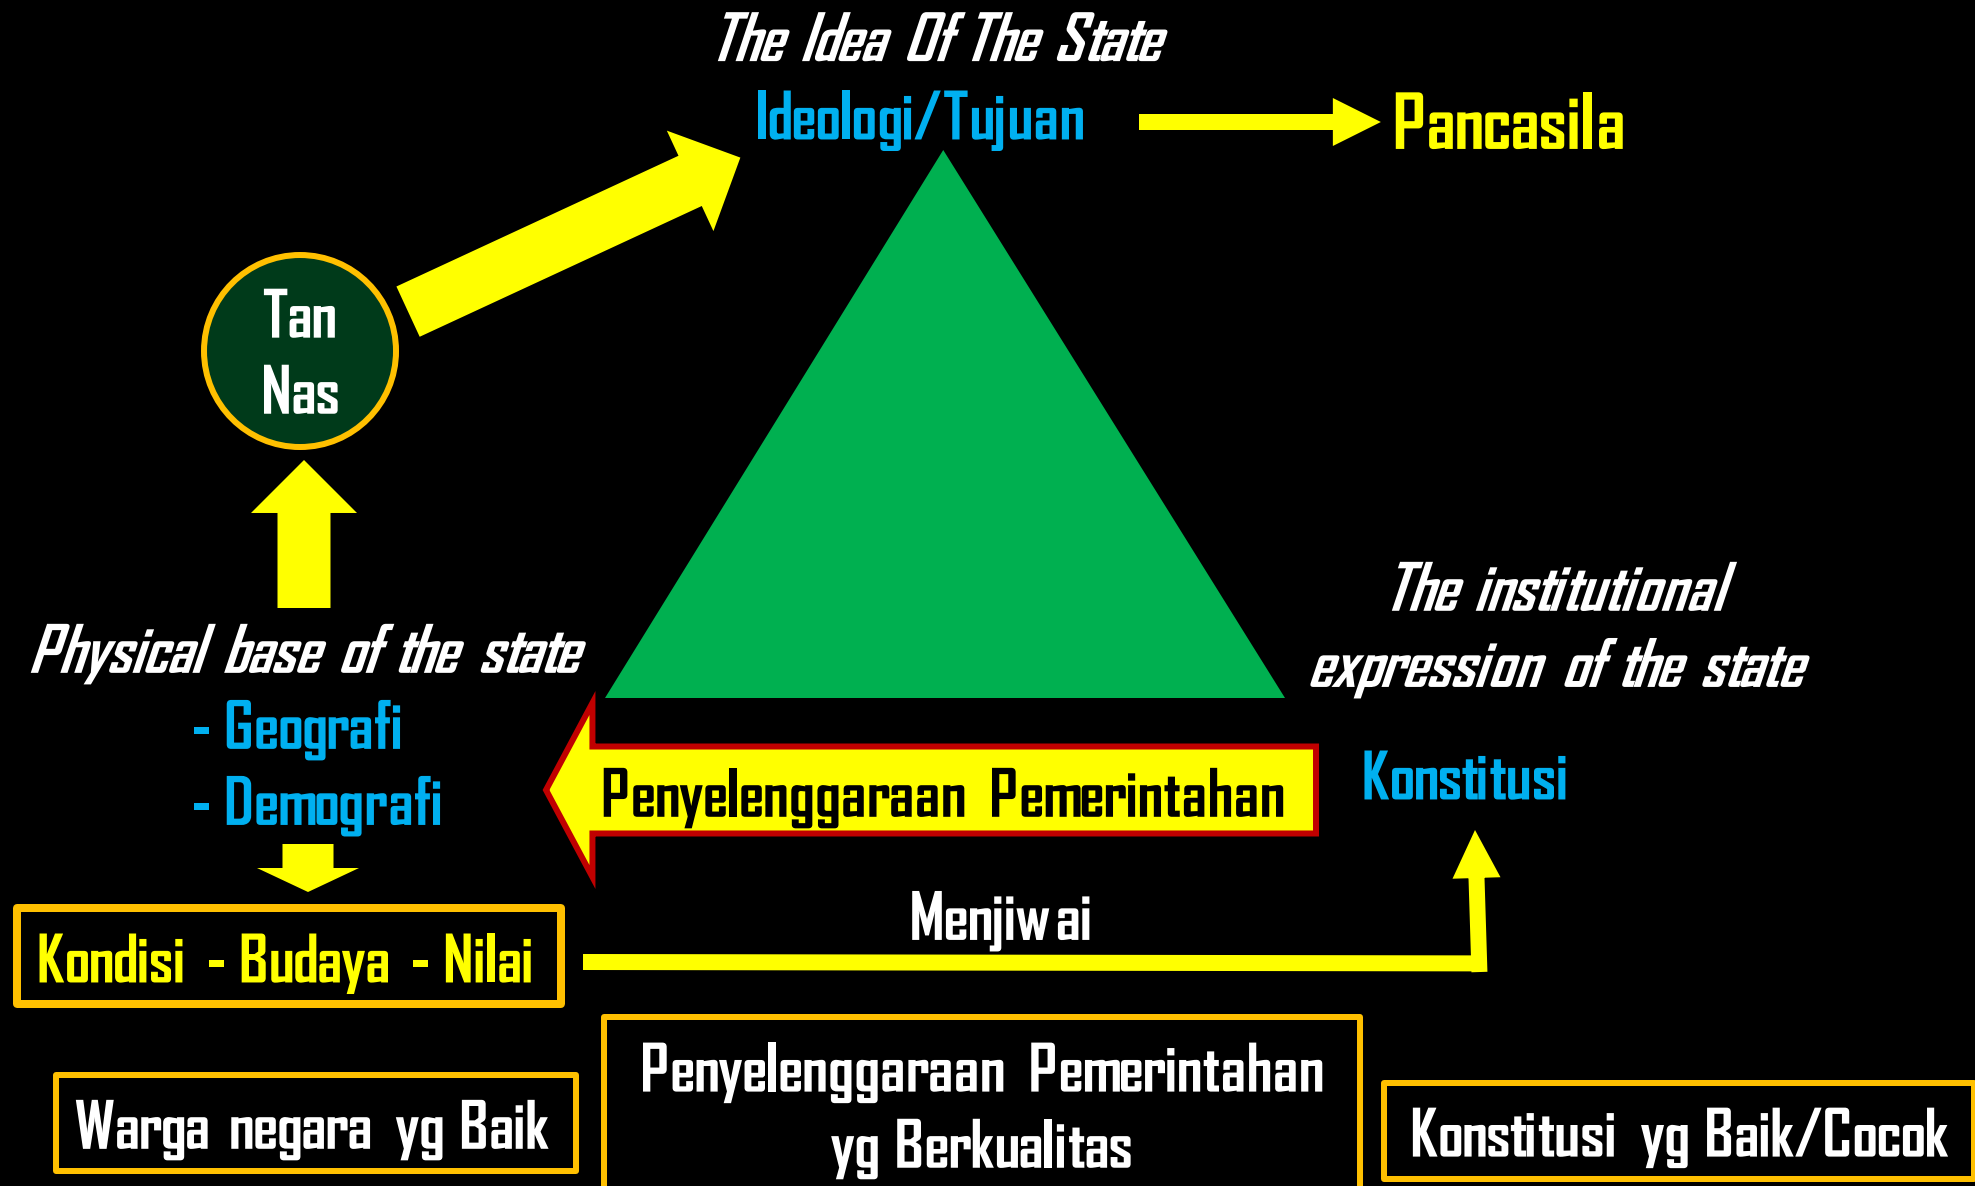 The Idea Of The State
Ideologi/Tujuan
Pancasila
Tan
Nas
The institutional
expression of the state
Physical base of the state
- Geografi
- Demografi
Konstitusi
Penyelenggaraan Pemerintahan
Menjiwai
Kondisi - Budaya - Nilai
Penyelenggaraan Pemerintahan
yg Berkualitas
Warga negara yg Baik
Konstitusi yg Baik/Cocok